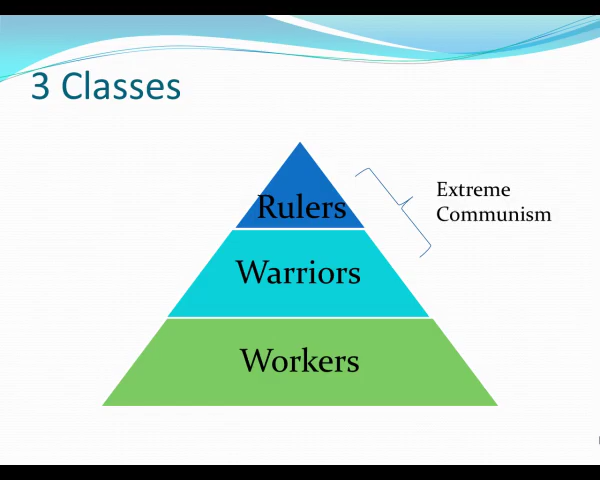 3 Classes
Rulers
Extreme
Communism
Warriors
Workers